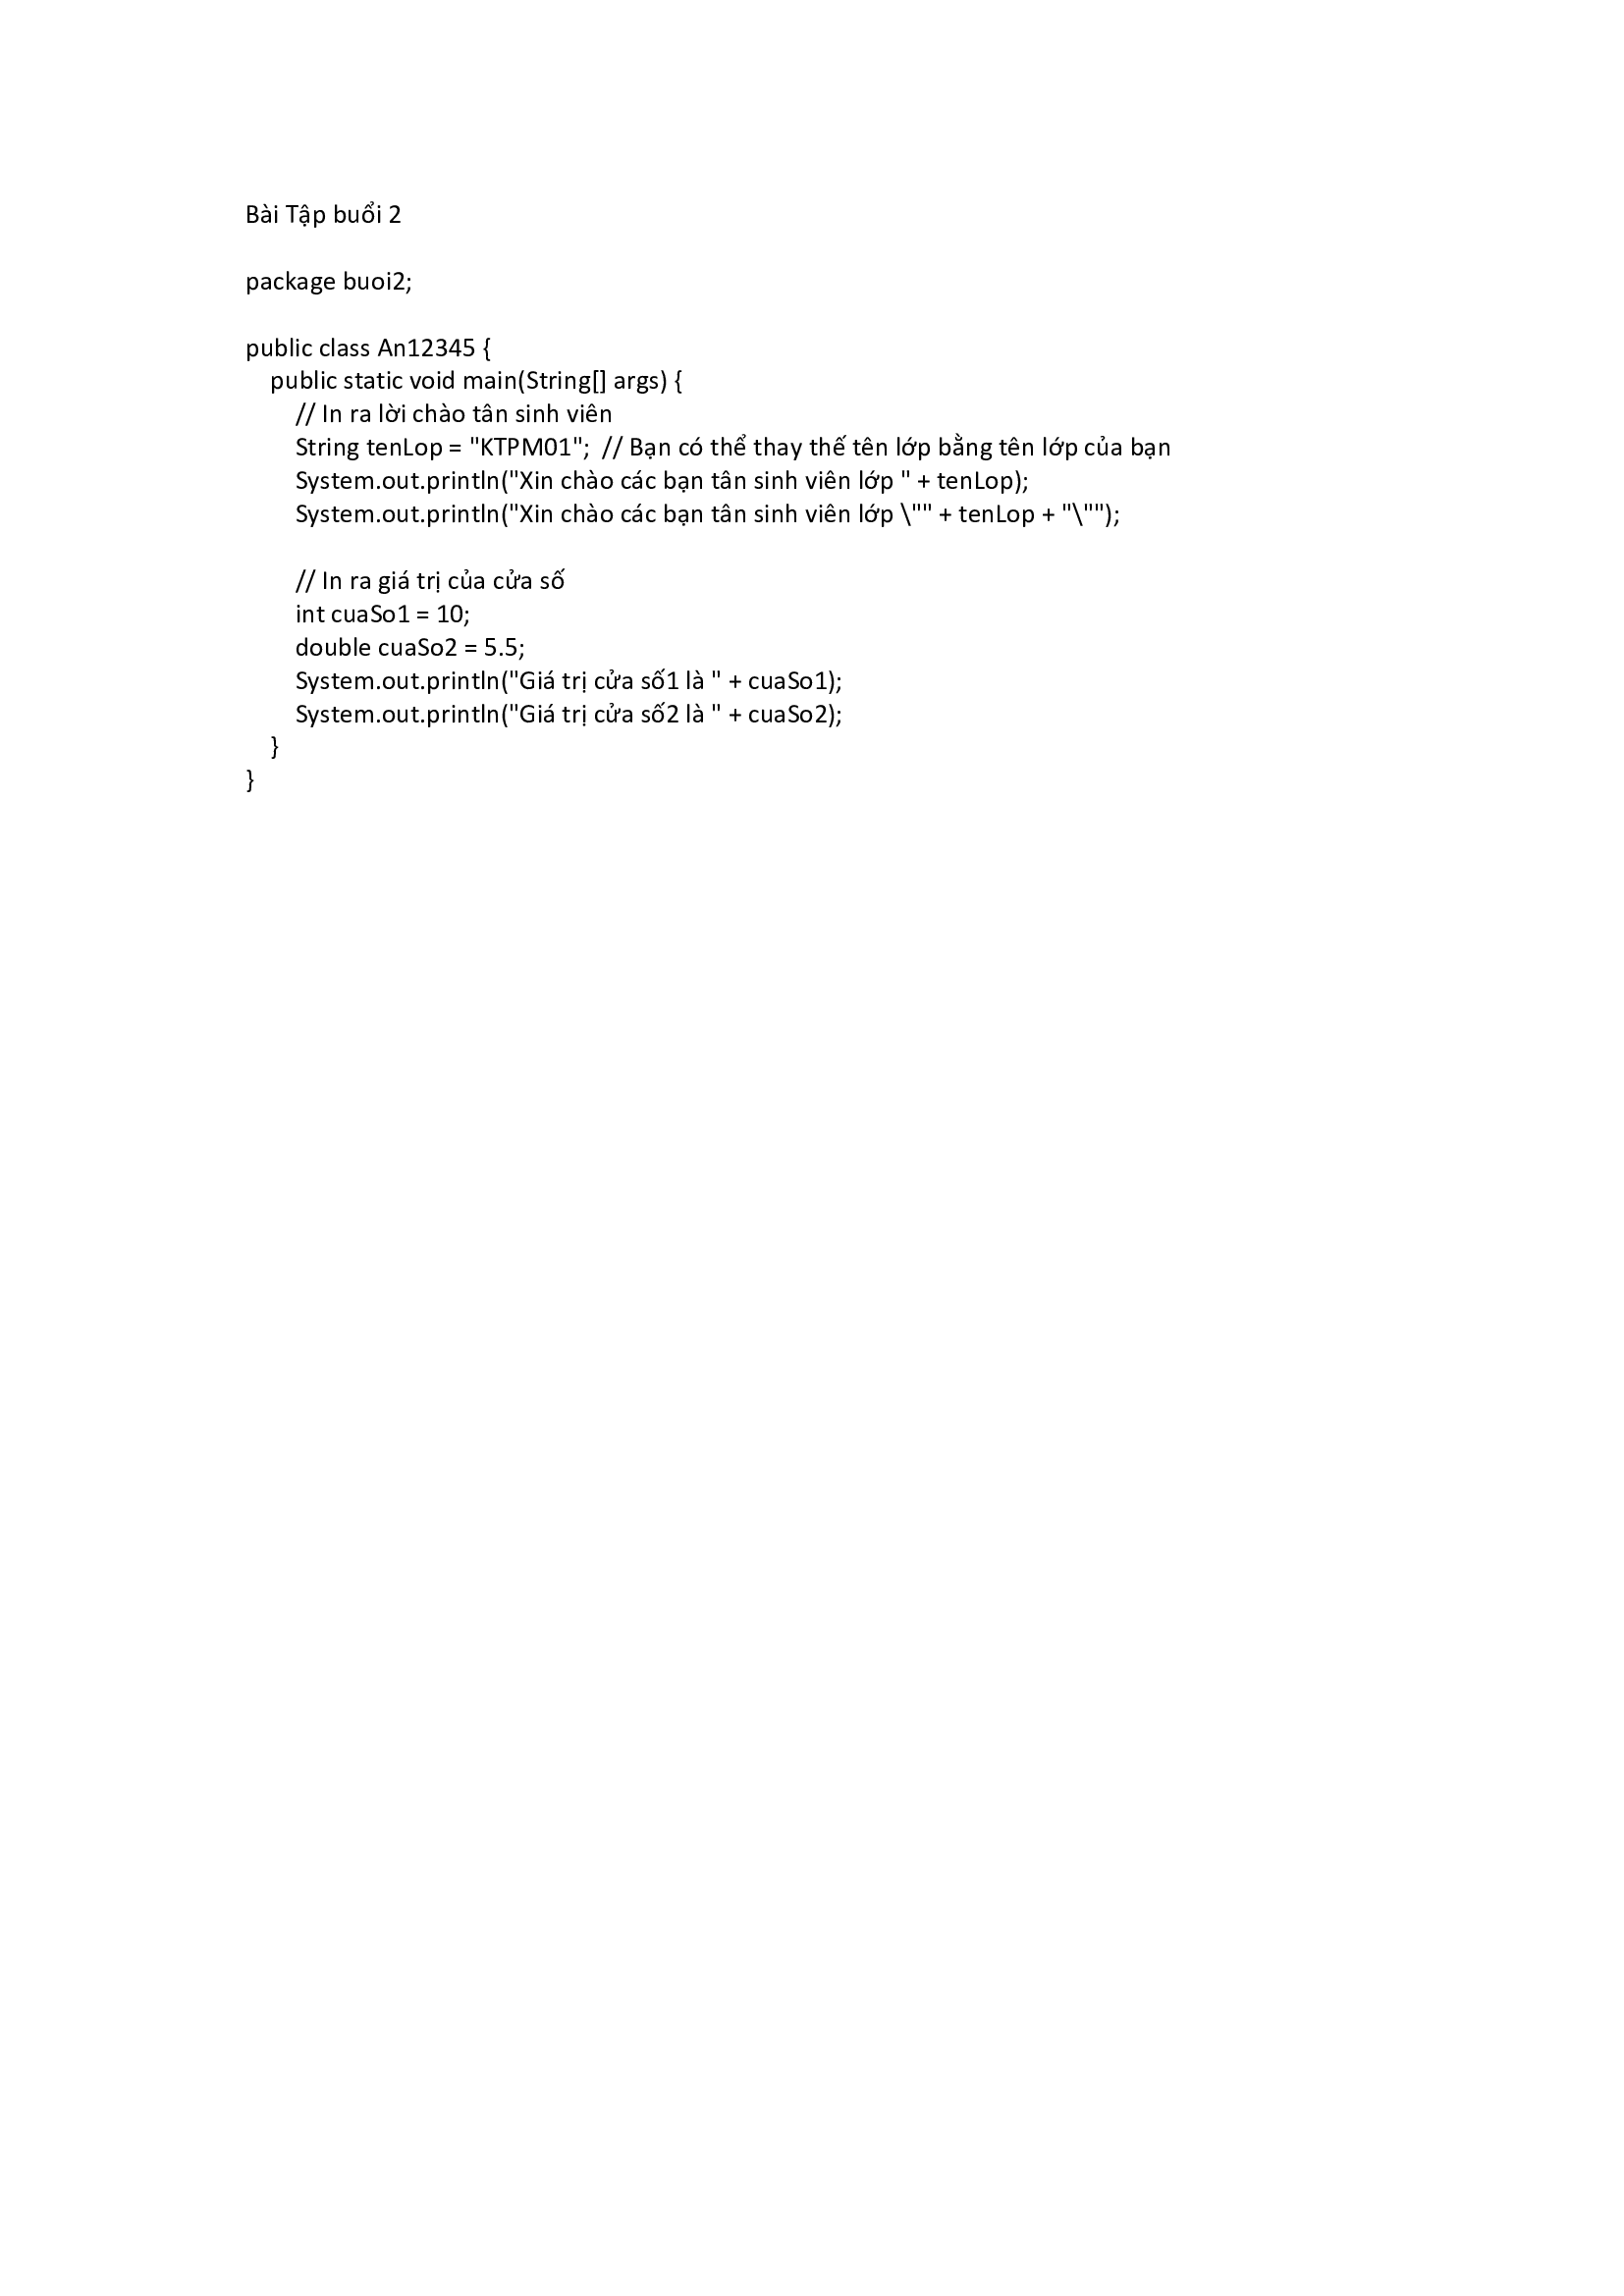 Bài Tập buổi 2
package buoi2;
public class An12345 {
    public static void main(String[] args) {
        // In ra lời chào tân sinh viên
        String tenLop = "KTPM01";  // Bạn có thể thay thế tên lớp bằng tên lớp của bạn
        System.out.println("Xin chào các bạn tân sinh viên lớp " + tenLop);
        System.out.println("Xin chào các bạn tân sinh viên lớp \"" + tenLop + "\"");
        // In ra giá trị của cửa số
        int cuaSo1 = 10;
        double cuaSo2 = 5.5;
        System.out.println("Giá trị cửa số1 là " + cuaSo1);
        System.out.println("Giá trị cửa số2 là " + cuaSo2);
    }
}